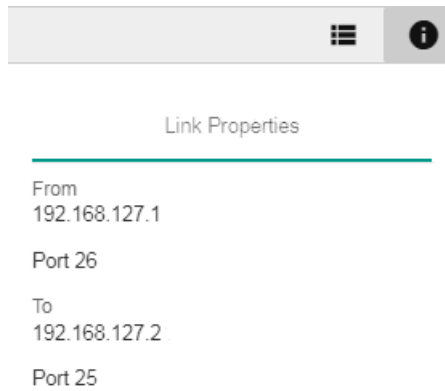 Link Properties
From
192.168.127.1
Port 26
To
192.168.127.2
Port 25